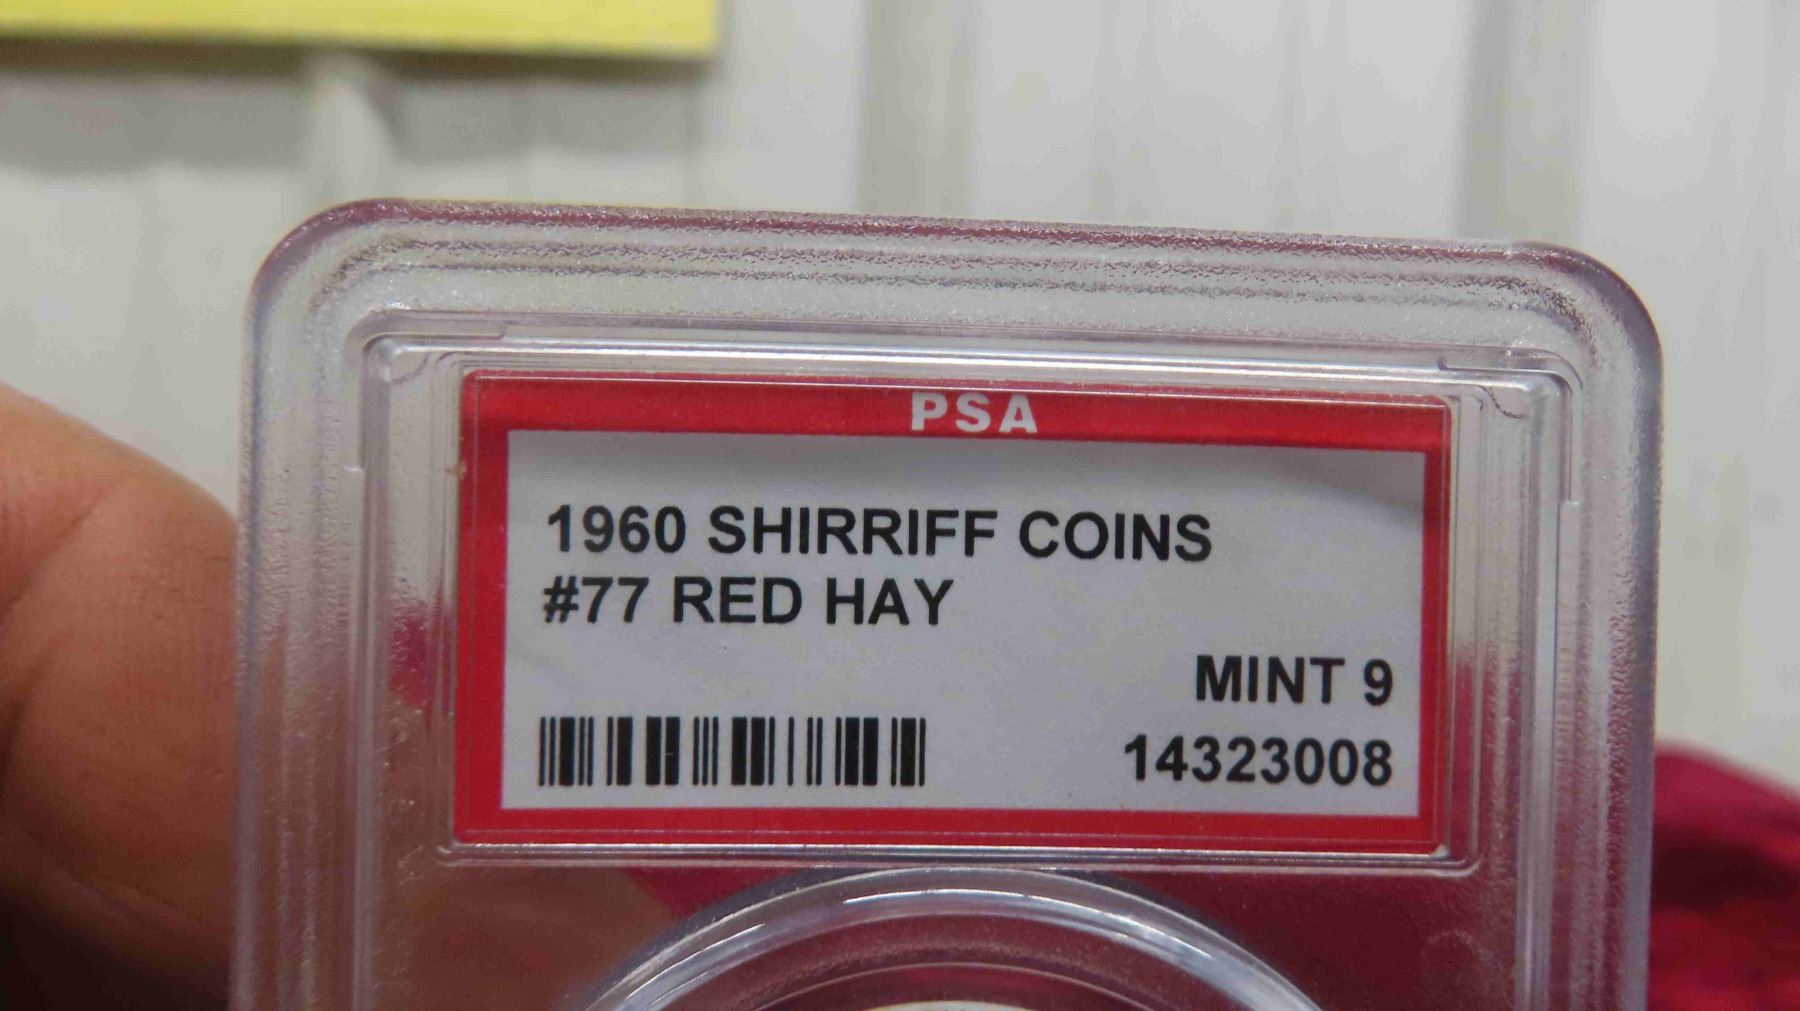 PSA
1960 SHIRRIFF COINS
#77 RED HAY
MINT 9
14323008